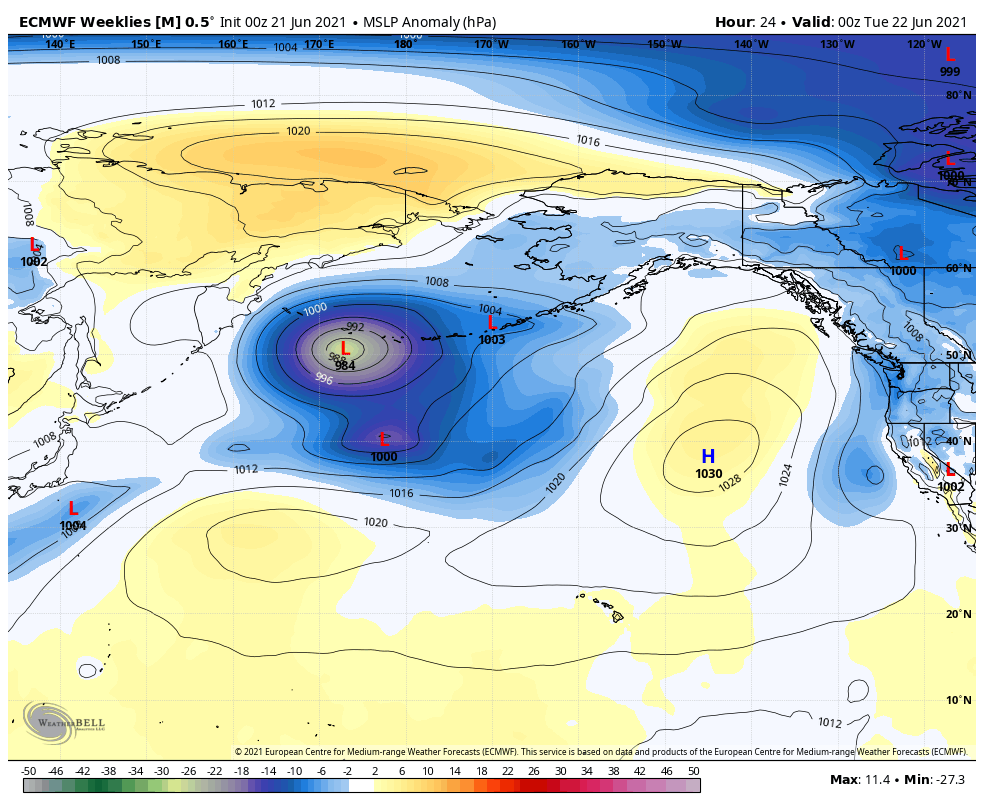 ECMWF Weeklies [M] 0.5° Init 00z 21 Jun 2021 • MSLP Anomaly (hPa)
Hour: 24 • Valid: 00z Tue 22 Jun 2021
140°E 150°E 160°E 170°E 180° 170°W 160°W 150°W 140°W 130°W 120°W
1004
L
999
1008
80°N
1012
1020
1016
L
1000
70°N
1008
L
1002
L
1000
60°N
1008
1000
1004
L
1003
992
1008
L
988
984
50°N
996
1008
L
1000
1012
40°N
H
1030
L
1002
1012
1024
1028
1020
1016
L
1004
1020
30°N
20°N
10°N
1012
WeatherBELL
Analytics LLC
© 2021 European Centre for Medium-range Weather Forecasts (ECMWF). This service is based on data and products of the European Centre for Medium-range Weather Forecasts (ECMWF).
-50 -46 -42 -38 -34 -30 -26 -22 -18 -14 -10 -6 -2 2 6 10 14 18 22 26 30 34 38 42 46 50
Max: 11.4 • Min: -27.3